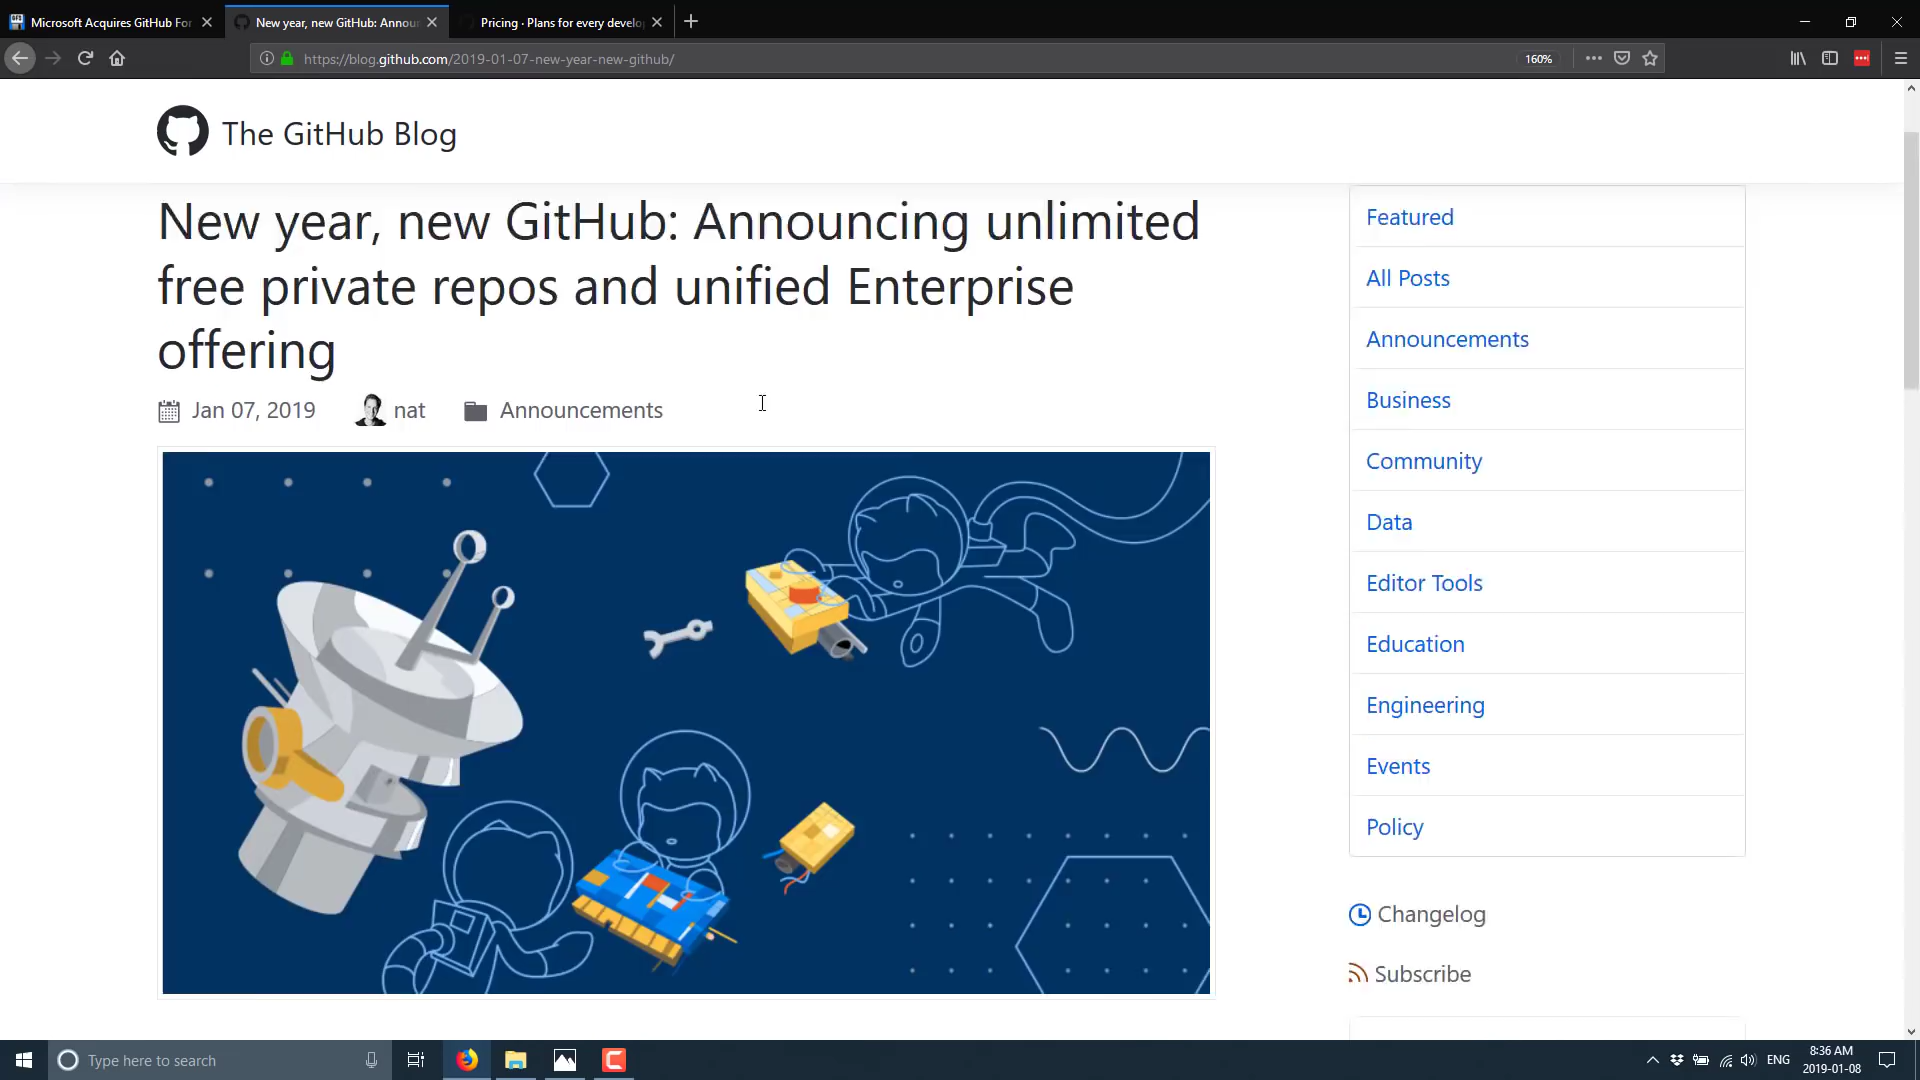 Microsoft Acquires GitHub For
New year, new GitHub: Announ
Pricing · Plans for every develo
https://blog.github.com/2019-01-07-new-year-new-github/
160%
The GitHub Blog
New year, new GitHub: Announcing unlimited
free private repos and unified Enterprise
offering
Jan 07, 2019 nat Announcements
Featured
All Posts
Announcements
Business
Community
Data
Editor Tools
Education
Engineering
Events
Policy
Changelog
Subscribe
Type here to search
ENG
8:36 AM
2019-01-08